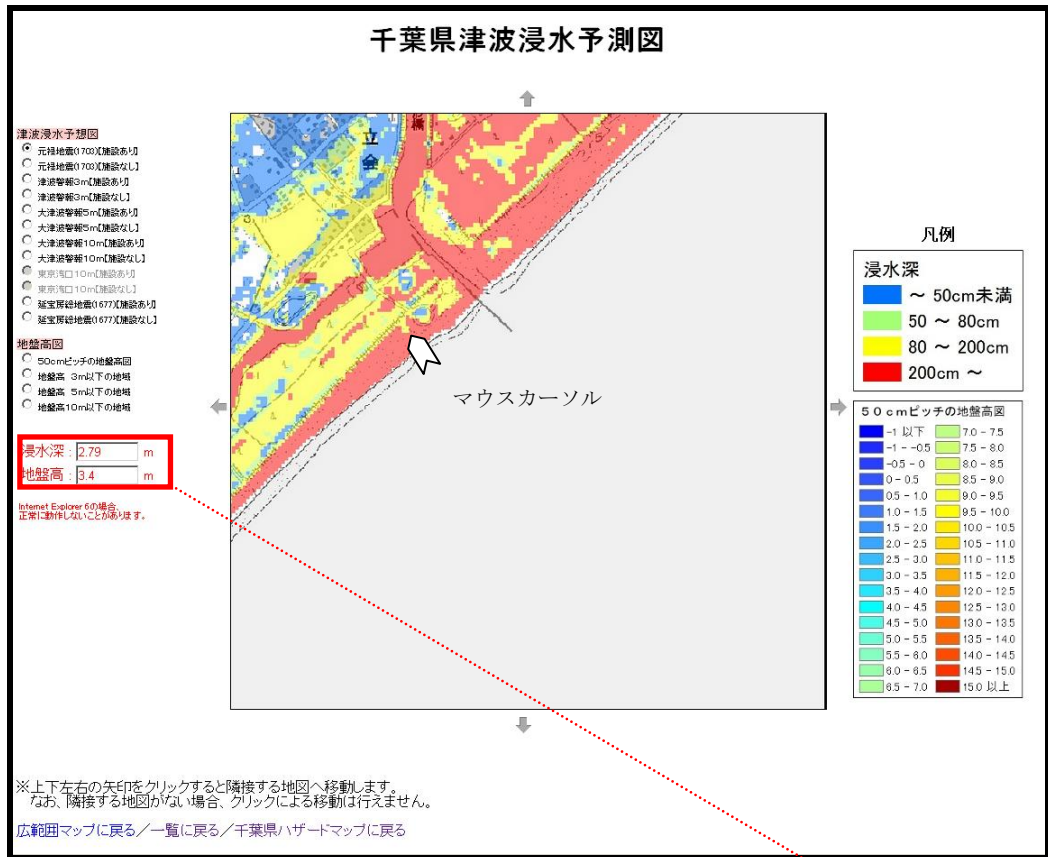 千葉県津波浸水予測図
津波浸水予想図
元禄地震(1703)[施設あり]
元禄地震(1703)[施設なし]
津波警報3m[施設あり]
津波警報3m[施設なし]
大津波警報5m[施設あり]
大津波警報5m[施設なし]
大津波警報10m[施設あり]
大津波警報10m[施設なし]
東京湾口10m[施設あり]
東京湾口10m[施設なし]
延宝房総地震(1677)[施設あり]
延宝房総地震(1677)[施設なし]
地盤高図
50cmピッチの地盤高図
地盤高 3m以下の地域
地盤高 5m以下の地域
地盤高10m以下の地域
浸水深 : 2.79 m
地盤高 : 3.4 m
Internet Explorer 6の場合、
正常に動作しないことがあります。
立会
橋
マウスカーソル
凡例
浸水深
～ 50cm未満
50 ～ 80cm
80 ～ 200cm
200cm ～
50cmピッチの地盤高図
-1 以下 7.0 - 7.5
-1 - -0.5 7.5 - 8.0
-0.5 - 0 8.0 - 8.5
0 - 0.5 8.5 - 9.0
0.5 - 1.0 9.0 - 9.5
1.0 - 1.5 9.5 - 10.0
1.5 - 2.0 10.0 - 10.5
2.0 - 2.5 10.5 - 11.0
2.5 - 3.0 11.0 - 11.5
3.0 - 3.5 11.5 - 12.0
3.5 - 4.0 12.0 - 12.5
4.0 - 4.5 12.5 - 13.0
4.5 - 5.0 13.0 - 13.5
5.0 - 5.5 13.5 - 14.0
5.5 - 6.0 14.0 - 14.5
6.0 - 6.5 14.5 - 15.0
6.5 - 7.0 15.0 以上
※上下左右の矢印をクリックすると隣接する地図へ移動します。
なお、隣接する地図がない場合、クリックによる移動は行えません。
広範囲マップに戻る／一覧に戻る／千葉県ハザードマップに戻る